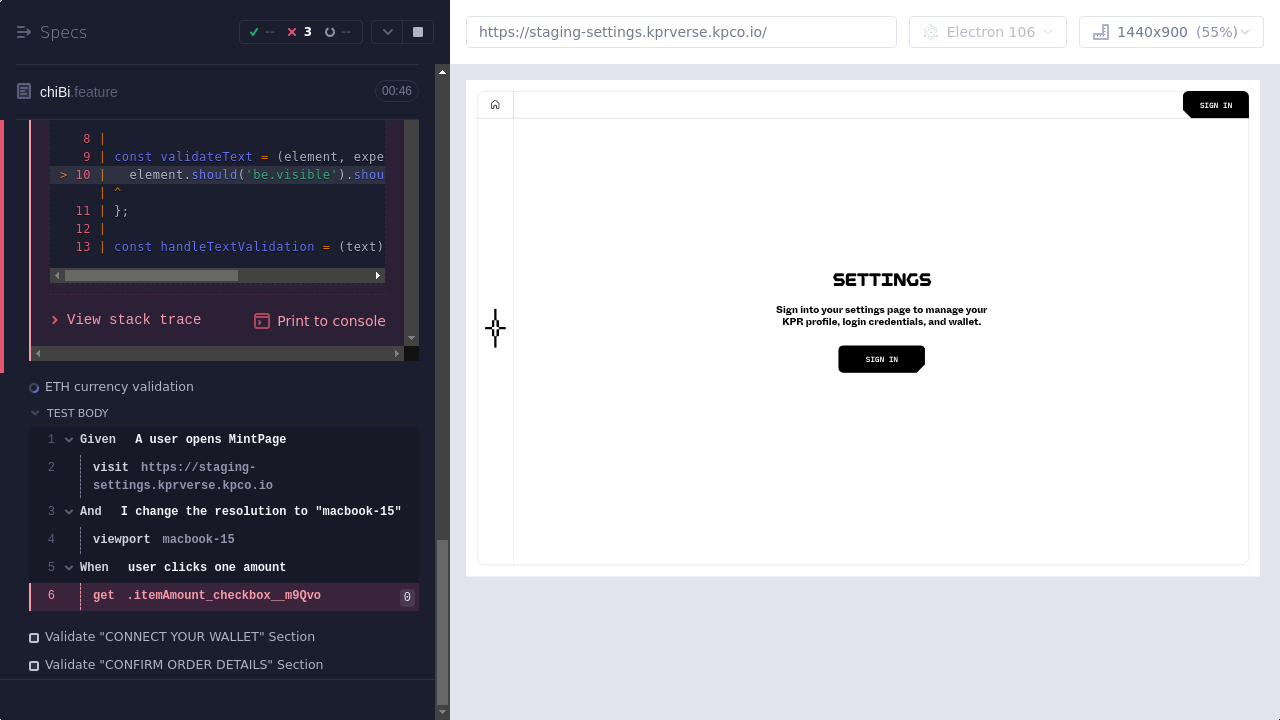 Specs
-- 3 --
chiBi.feature
00:46
8 |
9 | const validateText = (element, expe
> 10 | element.should('be.visible').shou
| ^
11 | };
12 |
13 | const handleTextValidation = (text)
View stack trace
Print to console
ETH currency validation
TEST BODY
1 Given A user opens MintPage
2 visit https://staging-
settings.kprverse.kpco.io
3 And I change the resolution to "macbook-15"
4 viewport macbook-15
5 When user clicks one amount
6 get .itemAmount_checkbox__m9Qvo 0
Validate "CONNECT YOUR WALLET" Section
Validate "CONFIRM ORDER DETAILS" Section
https://staging-settings.kprverse.kpco.io/
Electron 106
1440x900 (55%)
SIGN IN
SETTINGS
Sign into your settings page to manage your
KPR profile, login credentials, and wallet.
SIGN IN